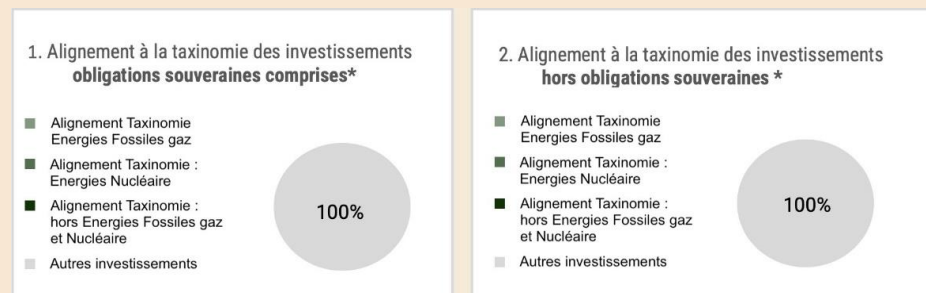 1. Alignement à la taxinomie des investissements
obligations souveraines comprises*
Alignement Taxinomie
Energies Fossiles gaz
Alignement Taxinomie :
Energies Nucléaire
Alignement Taxinomie :
hors Energies Fossiles gaz
et Nucléaire
Autres investissements
100%
2. Alignement à la taxinomie des investissements
hors obligations souveraines *
Alignement Taxinomie
Energies Fossiles gaz
Alignement Taxinomie :
Energies Nucléaire
Alignement Taxinomie :
hors Energies Fossiles gaz
et Nucléaire
Autres investissements
100%